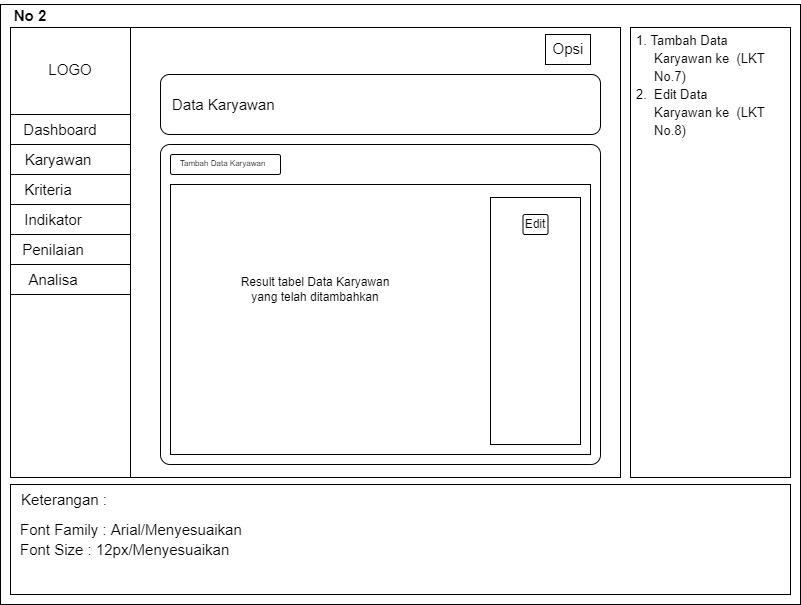 No 2
LOGO
Dashboard
Karyawan
Kriteria
Indikator
Penilaian
Analisa
Opsi
Data Karyawan
Tambah Data Karyawan
Edit
Result tabel Data Karyawan
yang telah ditambahkan
1. Tambah Data
Karyawan ke (LKT
No.7)
2. Edit Data
Karyawan ke (LKT
No.8)
Keterangan :
Font Family : Arial/Menyesuaikan
Font Size : 12px/Menyesuaikan